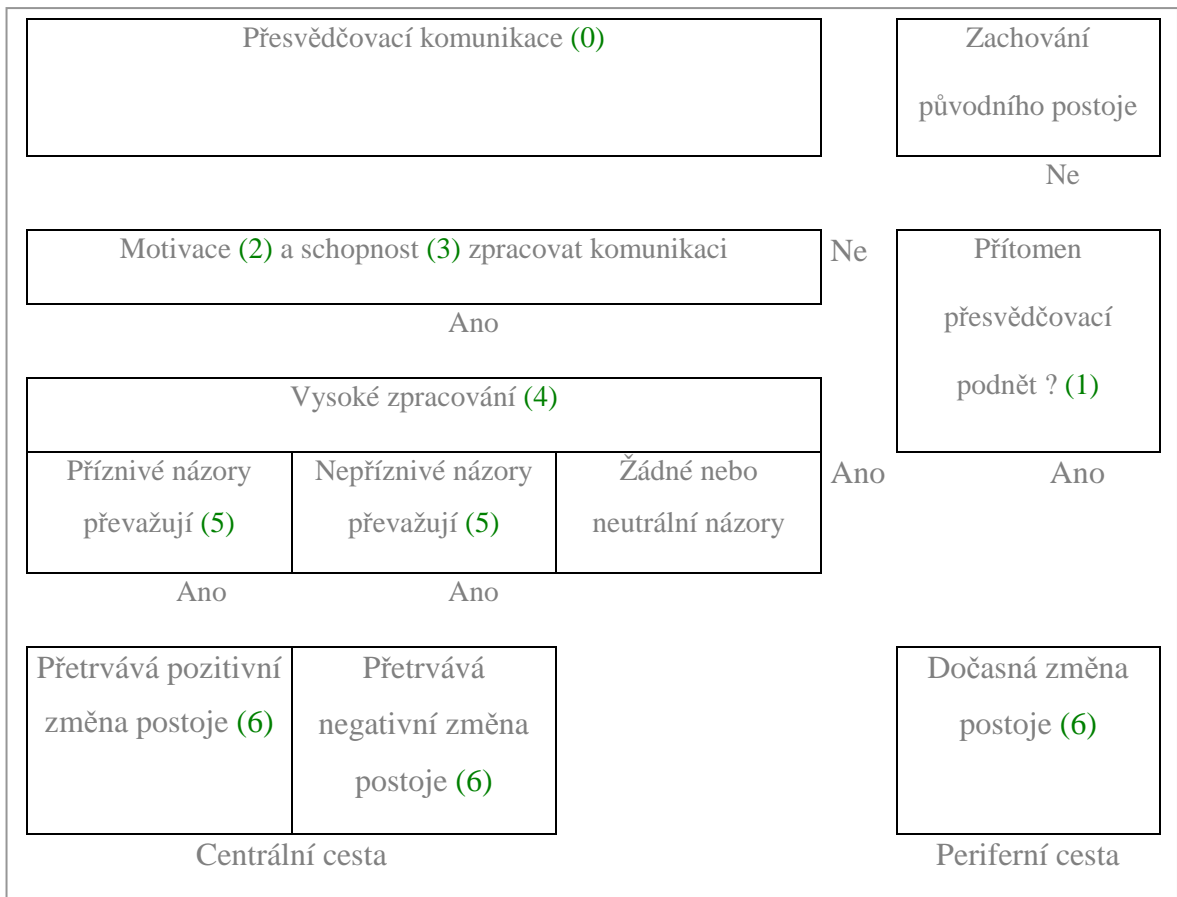 Přesvědčovací komunikace (0)
Zachování
původního postoje
Ne
Motivace (2) a schopnost (3) zpracovat komunikaci
Ne
Přítomen
přesvědčovací
podnět ? (1)
Ano
Vysoké zpracování (4)
Příznivé názory
převažují (5)
Nepříznivé názory
převažují (5)
Žádné nebo
neutrální názory
Ano
Ano
Ano
Ano
Přetrvává pozitivní
změna postoje (6)
Přetrvává
negativní změna
postoje (6)
Dočasná změna
postoje (6)
Centrální cesta
Periferní cesta